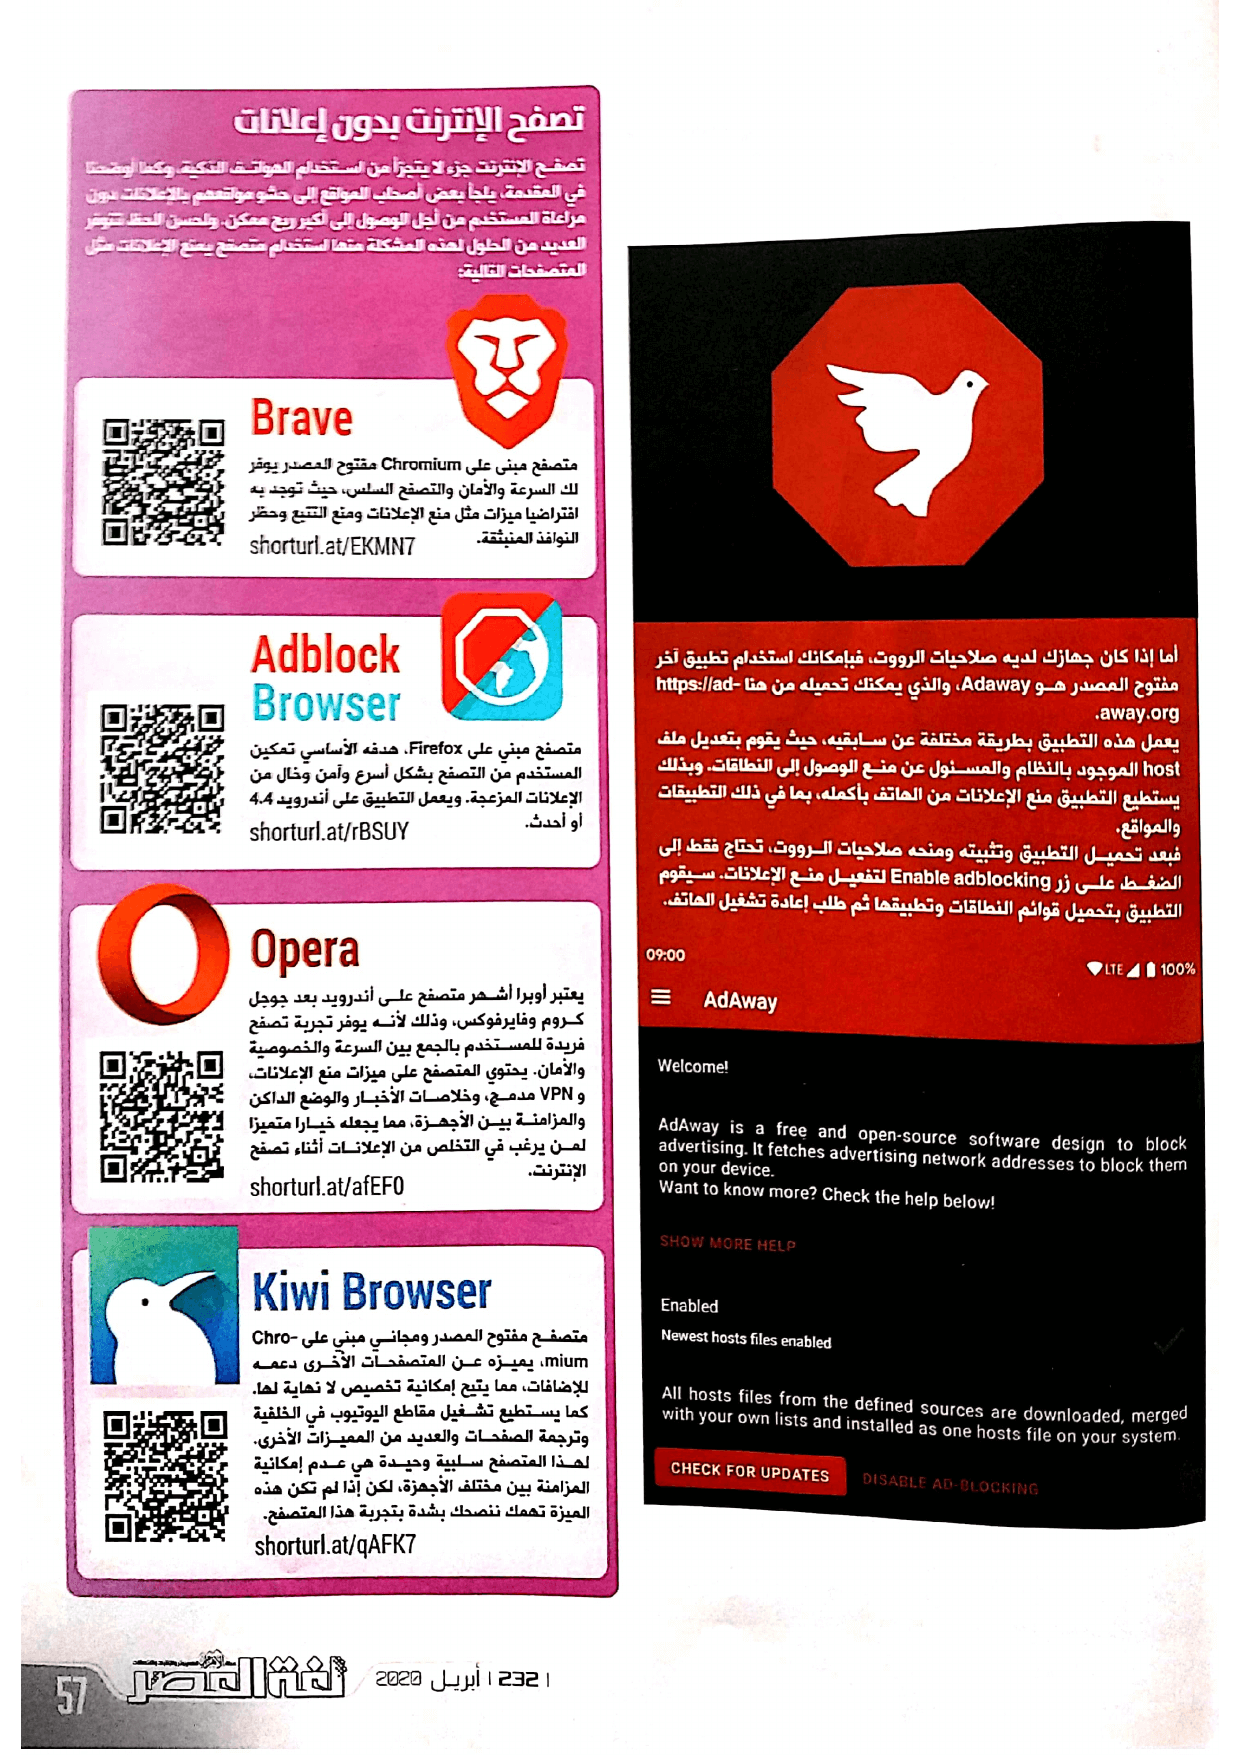 أما إذا كان جهازك لديه صلاحيات الرووت، فبإمكانك استخدام تطبيق آخر
مفتوح المصدر هو Adaway، والذي يمكنك تحميله من هنا https://ad-
away.org.
يعمل هذه التطبيق بطريقة مختلفة عن سابقيه، حيث يقوم بتعديل ملف
host الموجود بالنظام والمسئول عن منع الوصول إلى النطاقات. وبذلك
يستطيع التطبيق منع الإعلانات من الهاتف بأكمله، بما في ذلك التطبيقات
والمواقع.
فبعد تحميل التطبيق وتثبيته ومنحه صلاحيات الرووت، تحتاج فقط إلى
الضغط على زر Enable adblocking لتفعيل منع الإعلانات. سيقوم
التطبيق بتحميل قوائم النطاقات وتطبيقها ثم طلب إعادة تشغيل الهاتف.
09:00
LTE 100%
AdAway
Welcome!
AdAway is a free and open-source software design to block
advertising. It fetches advertising network addresses to block them
on your device.
Want to know more? Check the help below!
SHOW MORE HELP
Enabled
Newest hosts files enabled
All hosts files from the defined sources are downloaded, merged
with your own lists and installed as one hosts file on your system.
CHECK FOR UPDATES
DISABLE AD-BLOCKING
تصفح الإنترنت بدون إعلانات
تصفح الإنترنت جزء لا يتجزأ من استخدام الهواتف الذكية. وكما أوضحنا
في المقدمة، يلجأ بعض أصحاب المواقع إلى حشو مواقعهم بالإعلانات دون
مراعاة المستخدم من أجل الوصول إلى أكبر ربح ممكن. ولحسن الحظ تتوفر
العديد من الحلول لهذه المشكلة منها استخدام متصفح يمنع الإعلانات مثل
المتصفحات التالية:
Brave
متصفح مبني على Chromium مفتوح المصدر يوفر
لك السرعة والأمان والتصفح السلس، حيث توجد به
افتراضيا ميزات مثل منع الإعلانات ومنع التتبع وحظر
النوافذ المنبثقة.
shorturl.at/EKMN7
Adblock
Browser
متصفح مبني على Firefox، هدفه الأساسي تمكين
المستخدم من التصفح بشكل أسرع وآمن وخال من
الإعلانات المزعجة. ويعمل التطبيق على أندرويد 4.4
أو أحدث.
shorturl.at/rBSUY
Opera
يعتبر أوبرا أشهر متصفح على أندرويد بعد جوجل
كروم وفايرفوكس، وذلك لأنه يوفر تجربة تصفح
فريدة للمستخدم بالجمع بين السرعة والخصوصية
والأمان. يحتوي المتصفح على ميزات منع الإعلانات،
و VPN مدمج، وخلاصات الأخبار والوضع الداكن
والمزامنة بين الأجهزة، مما يجعله خيارا متميزا
لمن يرغب في التخلص من الإعلانات أثناء تصفح
الإنترنت.
shorturl.at/afEF0
Kiwi Browser
متصفح مفتوح المصدر ومجاني مبني على Chro-
mium، يميزه عن المتصفحات الأخرى دعمه
للإضافات، مما يتيح إمكانية تخصيص لا نهاية لها.
كما يستطيع تشغيل مقاطع اليوتيوب في الخلفية
وترجمة الصفحات والعديد من المميزات الأخرى.
لهذا المتصفح سلبية وحيدة هي عدم إمكانية
المزامنة بين مختلف الأجهزة، لكن إذا لم تكن هذه
الميزة تهمك ننصحك بشدة بتجربة هذا المتصفح.
shorturl.at/qAFK7
57
لغة العصر
| 232 | أبريل 2020